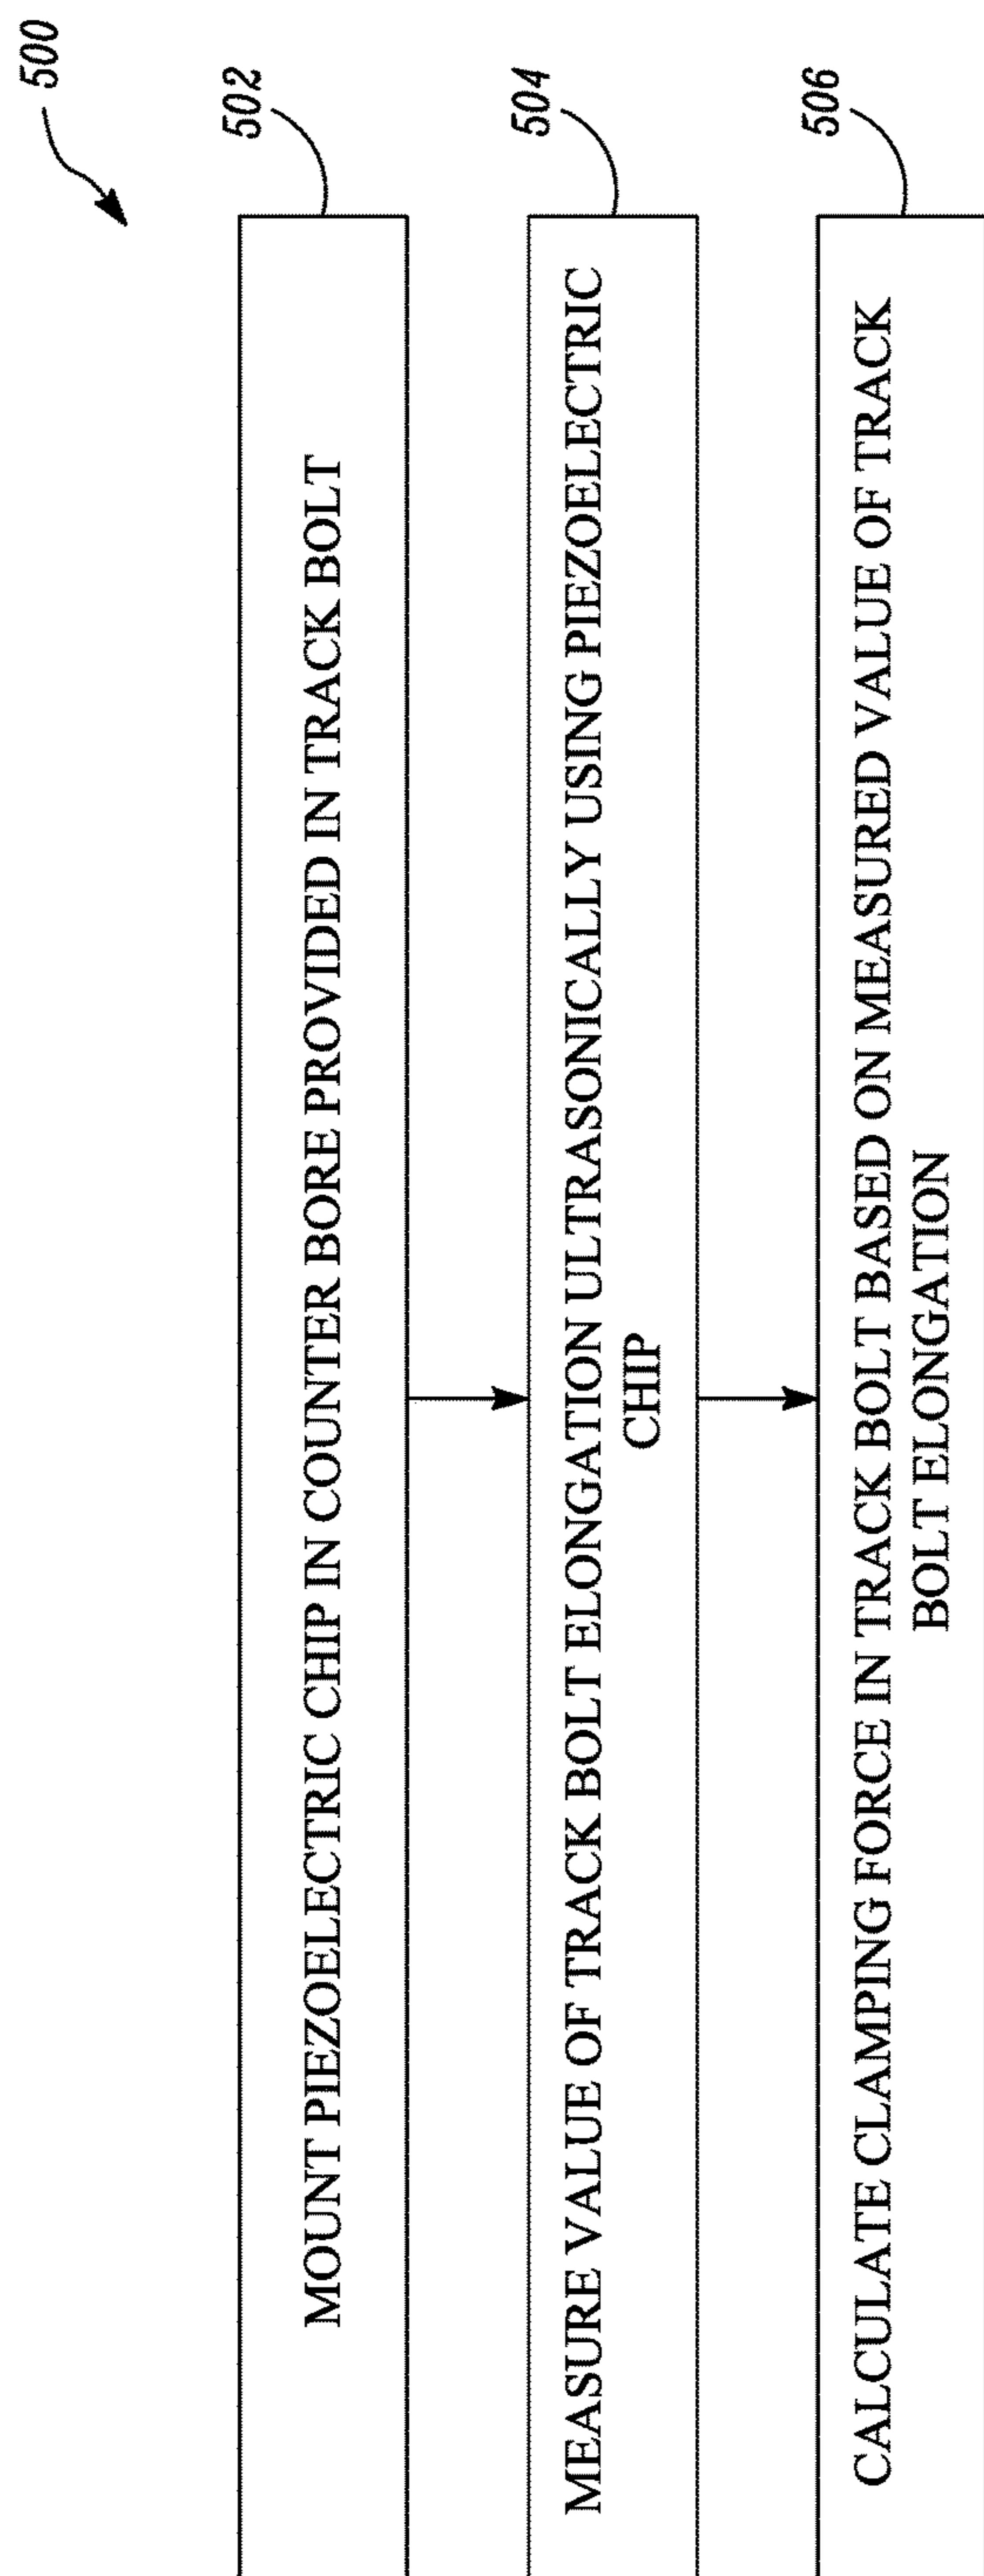 500
502
MOUNT PIEZOELECTRIC CHIP IN COUNTER BORE PROVIDED IN TRACK BOLT
504
MEASURE VALUE OF TRACK BOLT ELONGATION ULTRASONICALLY USING PIEZOELECTRIC
CHIP
506
CALCULATE CLAMPING FORCE IN TRACK BOLT BASED ON MEASURED VALUE OF TRACK
BOLT ELONGATION